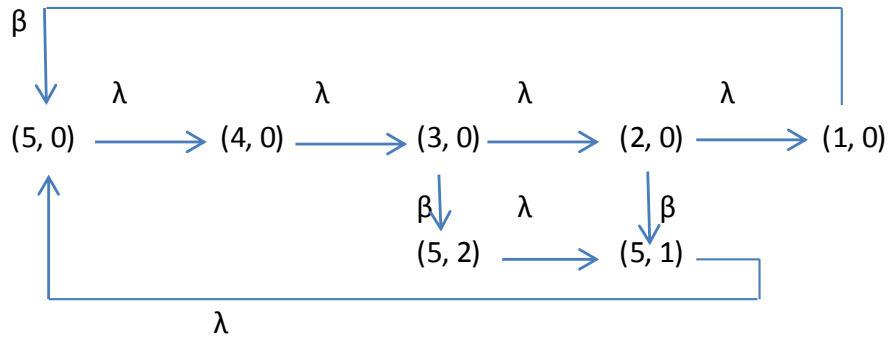 β
λ λ λ λ
(5, 0) (4, 0) (3, 0) (2, 0) (1, 0)
β λ β
(5, 2) (5, 1)
λ